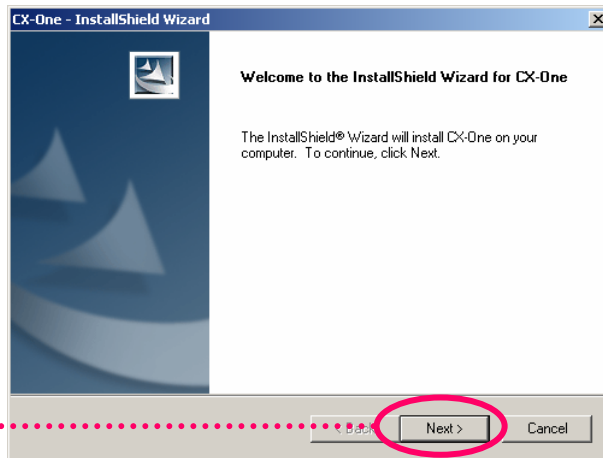 CX-One - InstallShield Wizard
Welcome to the InstallShield Wizard for CX-One
The InstallShield® Wizard will install CX-One on your
computer. To continue, click Next.
< Back
Next >
Cancel